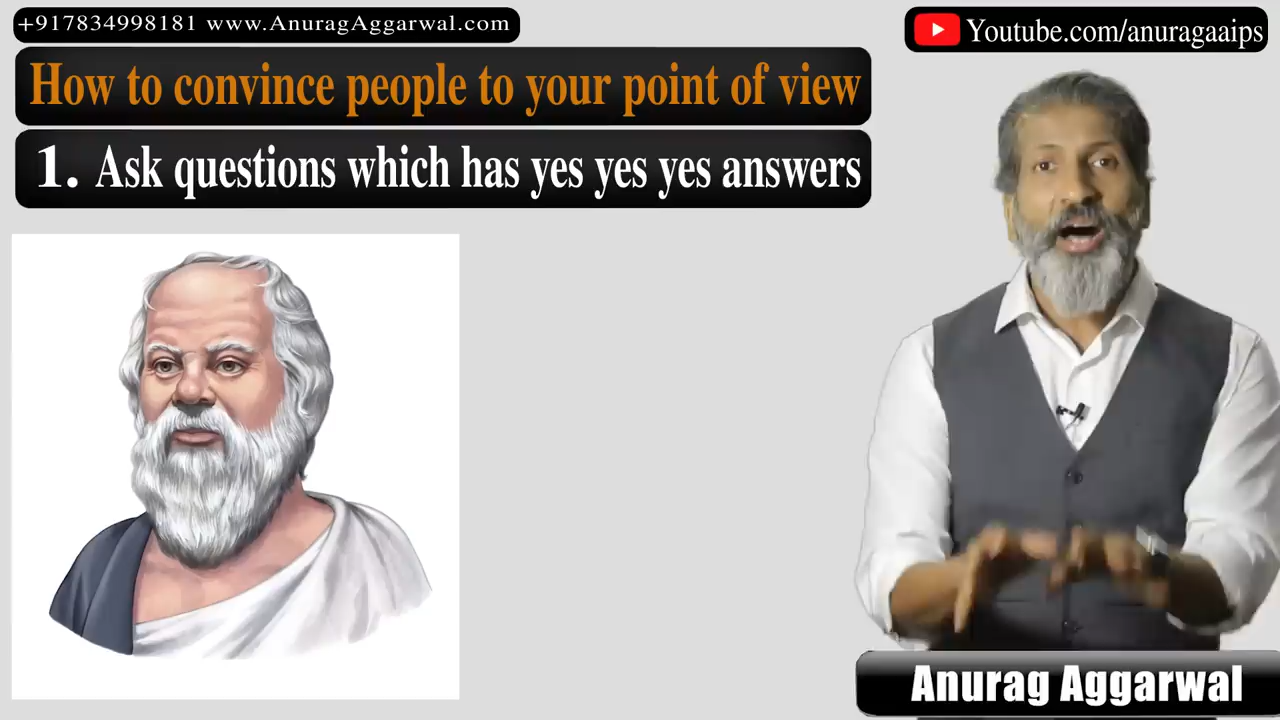 +917834998181 www.AnuragAggarwal.com
Youtube.com/anuragaaips
How to convince people to your point of view
1. Ask questions which has yes yes yes answers
Anurag Aggarwal